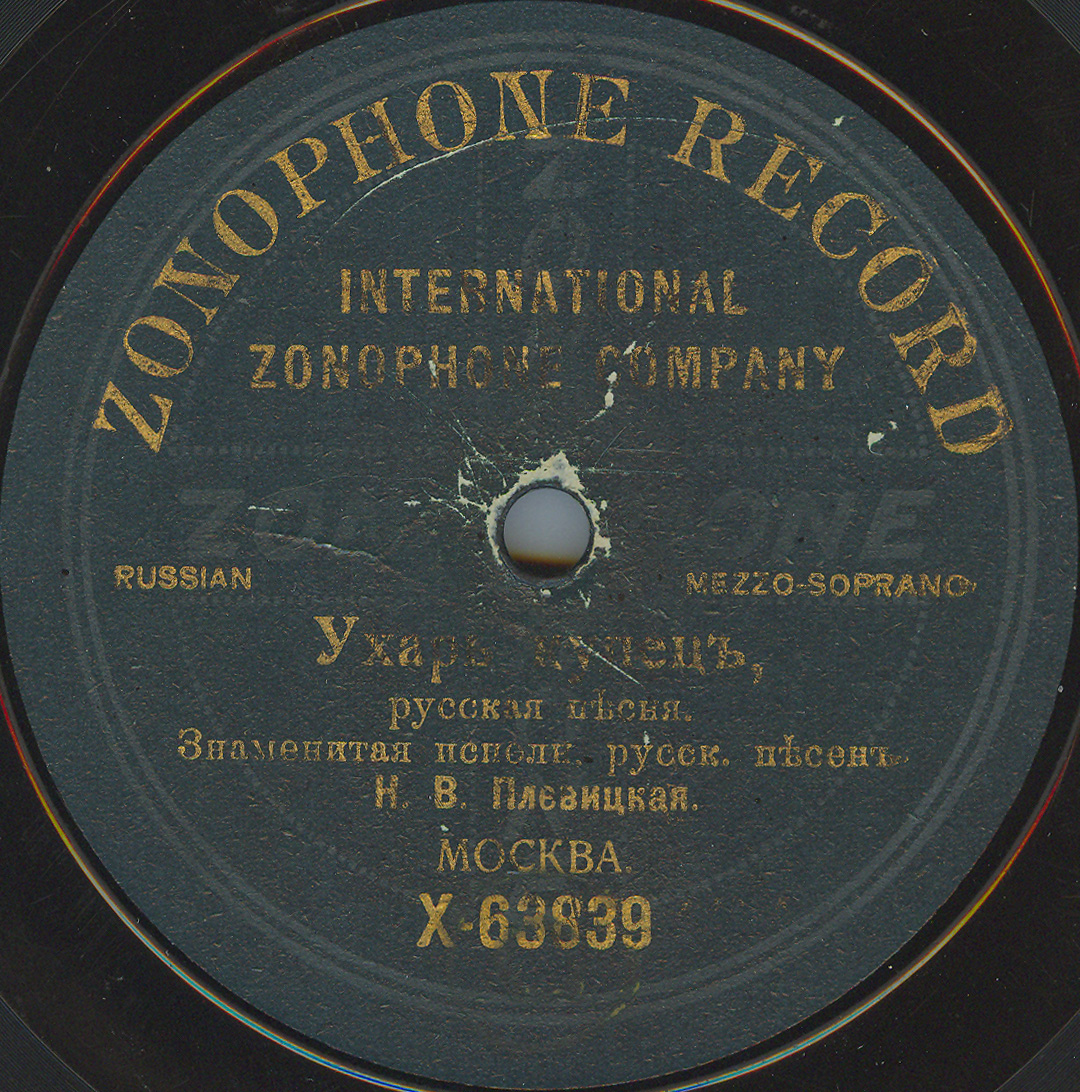 ZONOPHONE RECORD
INTERNATIONAL
ZONOPHONE COMPANY
ZONOPHONE
RUSSIAN
MEZZO-SOPRANO
Ухарь купецъ,
русская пѣсня.
Знаменитая исполн. русск. пѣсенъ
Н. В. Плевицкая.
МОСКВА.
X-63839